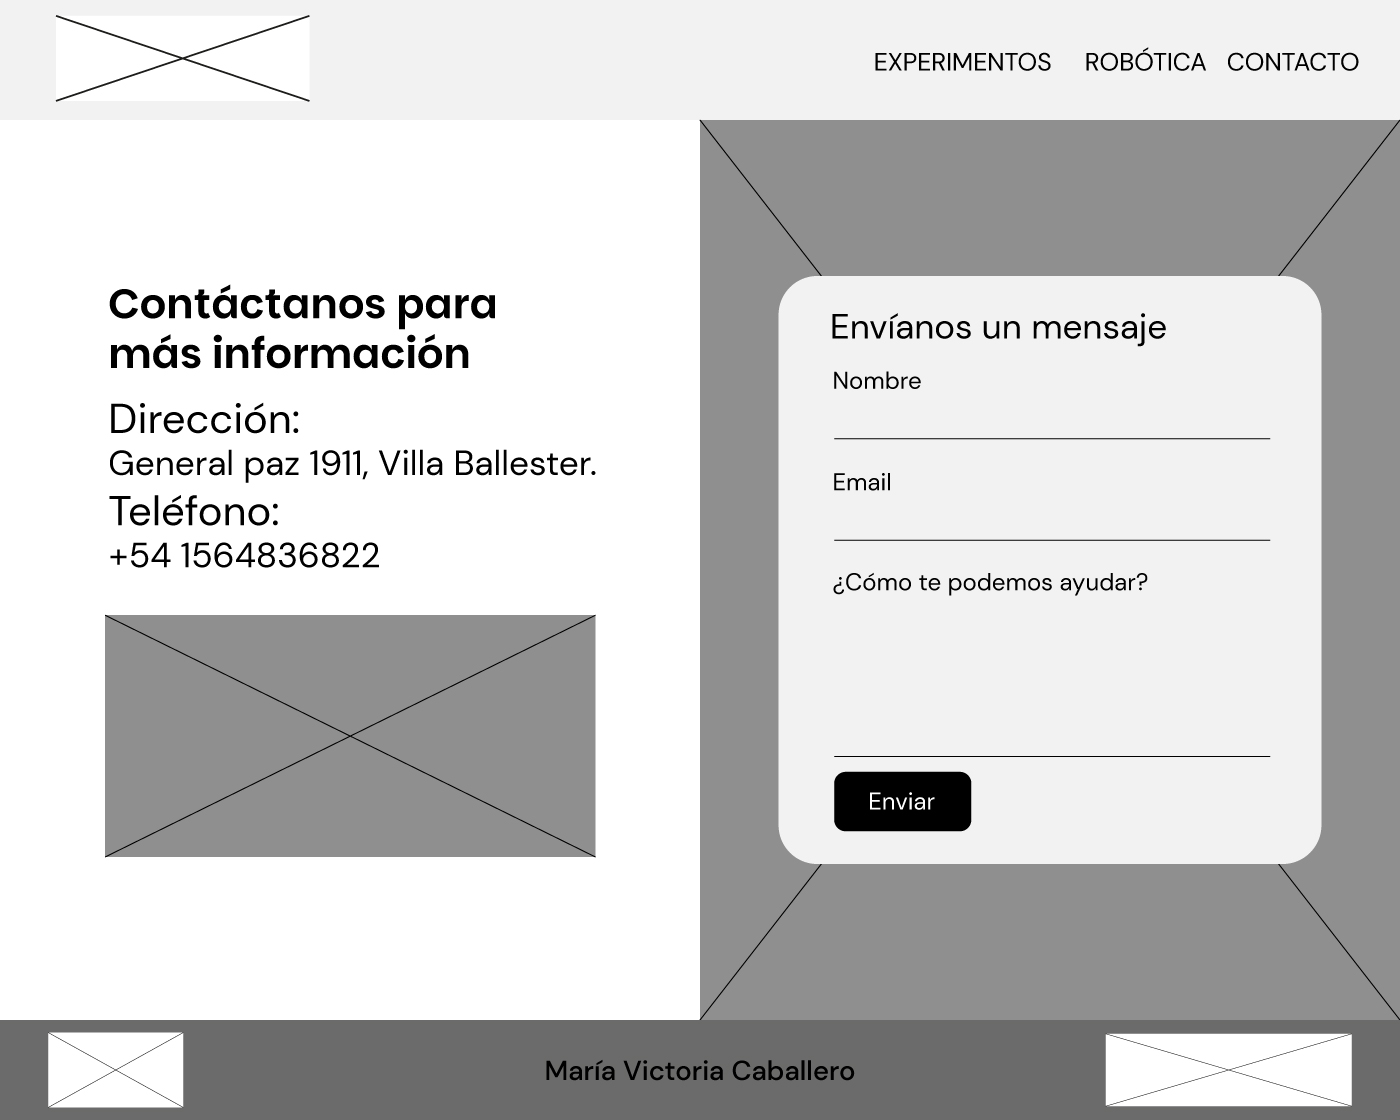 EXPERIMENTOS ROBÓTICA CONTACTO
Contáctanos para
más información
Dirección:
General paz 1911, Villa Ballester.
Teléfono:
+54 1564836822
Envíanos un mensaje
Nombre
Email
¿Cómo te podemos ayudar?
Enviar
María Victoria Caballero